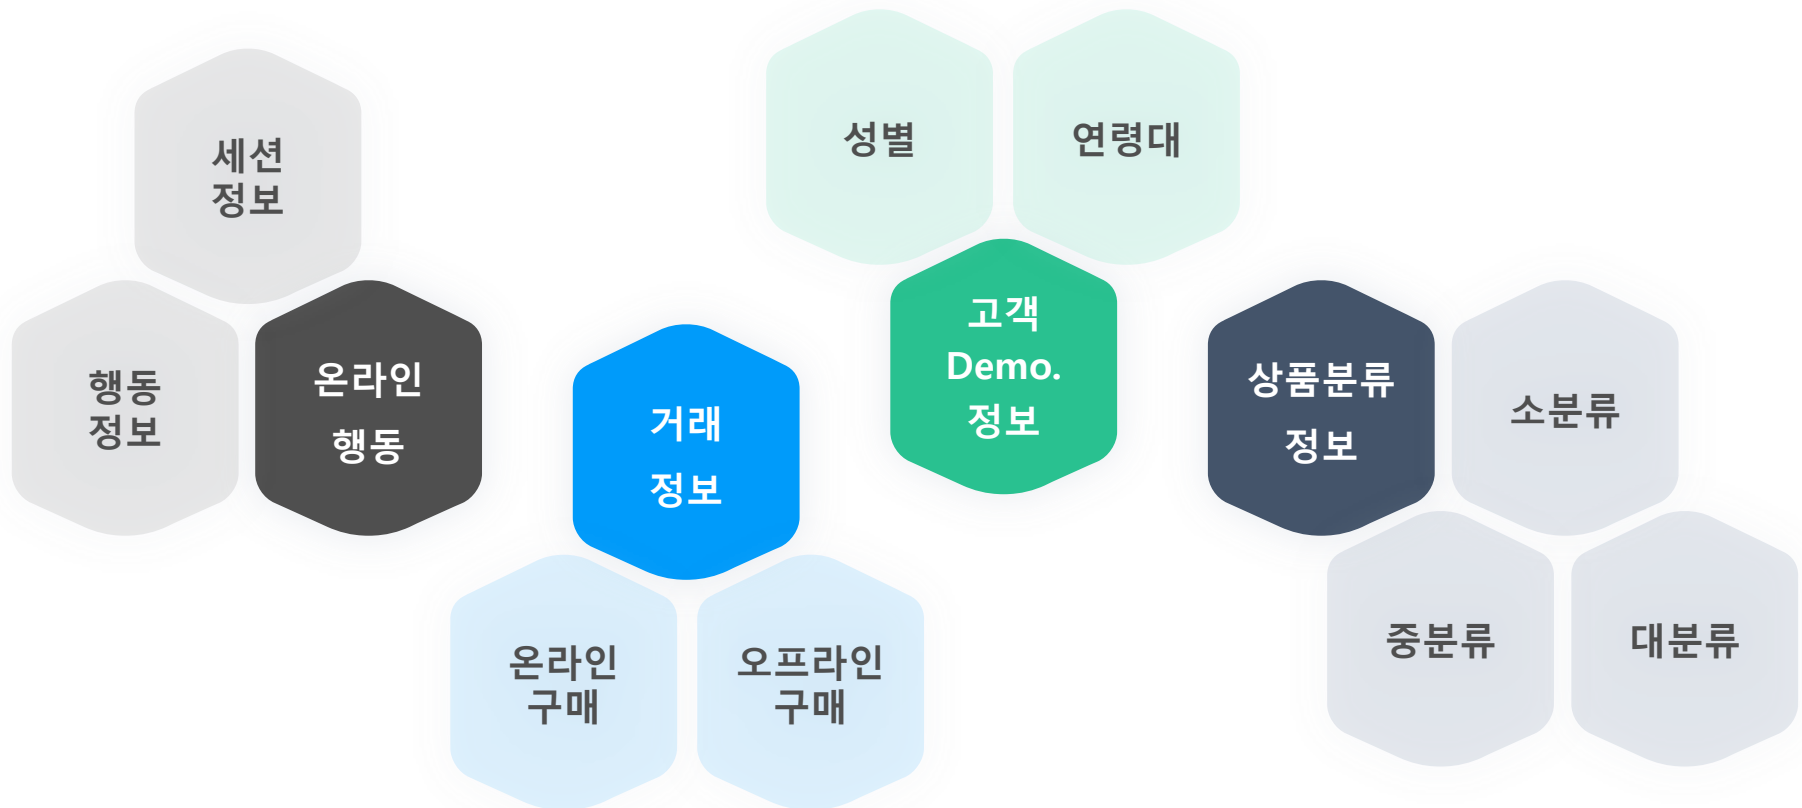 세션
정보
행동
정보
온라인
행동
거래
정보
온라인
구매
오프라인
구매
성별
연령대
고객
Demo.
정보
상품분류
정보
소분류
중분류
대분류